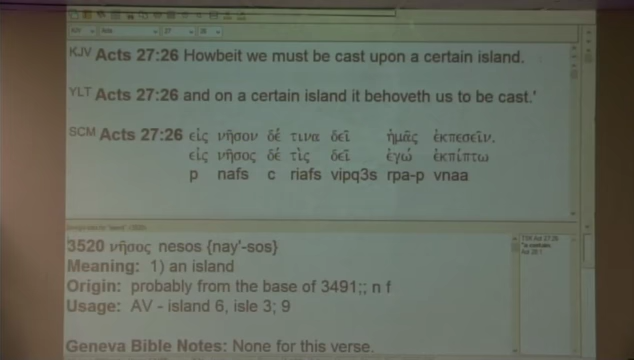 KJV Acts 27:26 Howbeit we must be cast upon a certain island.
YLT Acts 27:26 and on a certain island it behoveth us to be cast.'
SCM Acts 27:26 εἰς νῆσον δέ τινα δεῖ ἡμᾶς ἐκπεσεῖν.
εἰς νῆσος δέ τὶς δεῖ ἐγώ ἐκπίπτω
p nafs c riafs vipq3s rpa-p vnaa
3520 νῆσος nesos {nay'-sos}
Meaning: 1) an island
Origin: probably from the base of 3491;; n f
Usage: AV - island 6, isle 3; 9
Geneva Bible Notes: None for this verse.